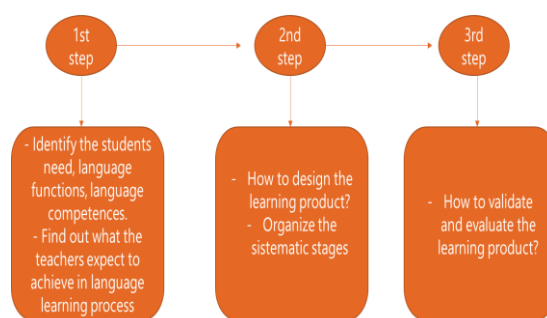 1st
step
2nd
step
3rd
step
- Identify the students
need, language
functions, language
competences.
- Find out what the
teachers expect to
achieve in language
learning process
- How to design the
learning product?
- Organize the
sistematic stages
- How to validate
and evaluate the
learning product?